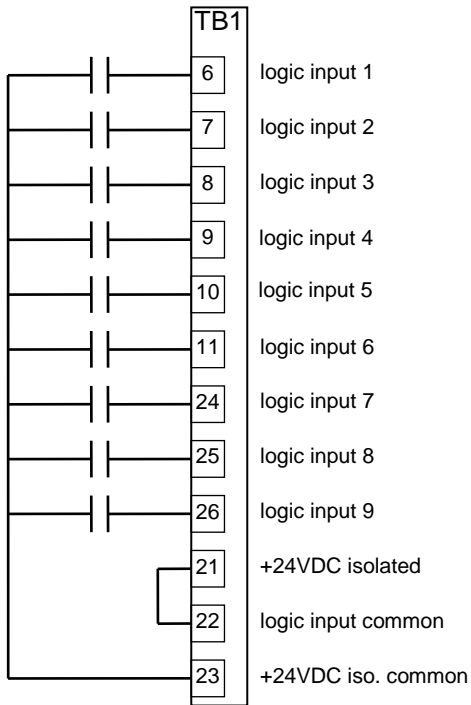 TB1
6 logic input 1
7 logic input 2
8 logic input 3
9 logic input 4
10 logic input 5
11 logic input 6
24 logic input 7
25 logic input 8
26 logic input 9
21 +24VDC isolated
22 logic input common
23 +24VDC iso. common